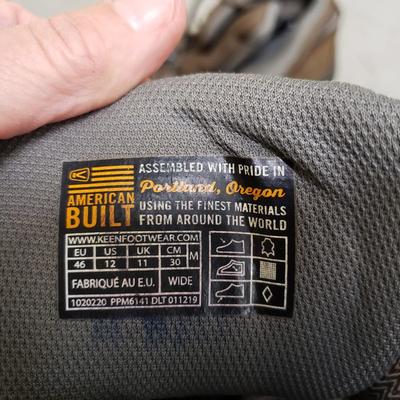 ASSEMBLED WITH PRIDE IN
Portland, Oregon
AMERICAN BUILT
USING THE FINEST MATERIALS
FROM AROUND THE WORLD
WWW.KEENFOOTWEAR.COM
EU US UK CM M
46 12 11 30
FABRIQUÉ AU E.U. WIDE
1020220 PPM6141 DLT 011219